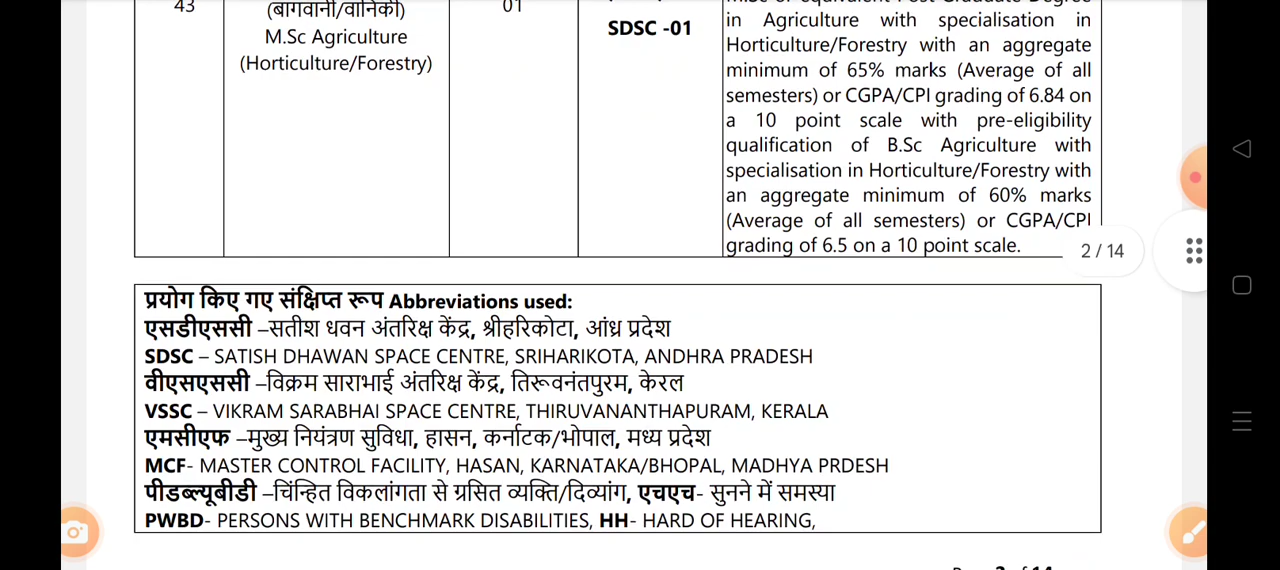 43
(बागवानी/वानिकी)
M.Sc Agriculture
(Horticulture/Forestry)
01
SDSC -01
in Agriculture with specialisation in
Horticulture/Forestry with an aggregate
minimum of 65% marks (Average of all
semesters) or CGPA/CPI grading of 6.84 on
a 10 point scale with pre-eligibility
qualification of B.Sc Agriculture with
specialisation in Horticulture/Forestry with
an aggregate minimum of 60% marks
(Average of all semesters) or CGPA/CPI
grading of 6.5 on a 10 point scale.
2 / 14
प्रयोग किए गए संक्षिप्त रूप Abbreviations used:
एसडीएससी –सतीश धवन अंतरिक्ष केंद्र, श्रीहरिकोटा, आंध्र प्रदेश
SDSC – SATISH DHAWAN SPACE CENTRE, SRIHARIKOTA, ANDHRA PRADESH
वीएसएससी –विक्रम साराभाई अंतरिक्ष केंद्र, तिरूवनंतपुरम, केरल
VSSC – VIKRAM SARABHAI SPACE CENTRE, THIRUVANANTHAPURAM, KERALA
एमसीएफ –मुख्य नियंत्रण सुविधा, हासन, कर्नाटक/भोपाल, मध्य प्रदेश
MCF- MASTER CONTROL FACILITY, HASAN, KARNATAKA/BHOPAL, MADHYA PRDESH
पीडब्ल्यूबीडी –चिंन्हित विकलांगता से ग्रसित व्यक्ति/दिव्यांग, एचएच- सुनने में समस्या
PWBD- PERSONS WITH BENCHMARK DISABILITIES, HH- HARD OF HEARING,